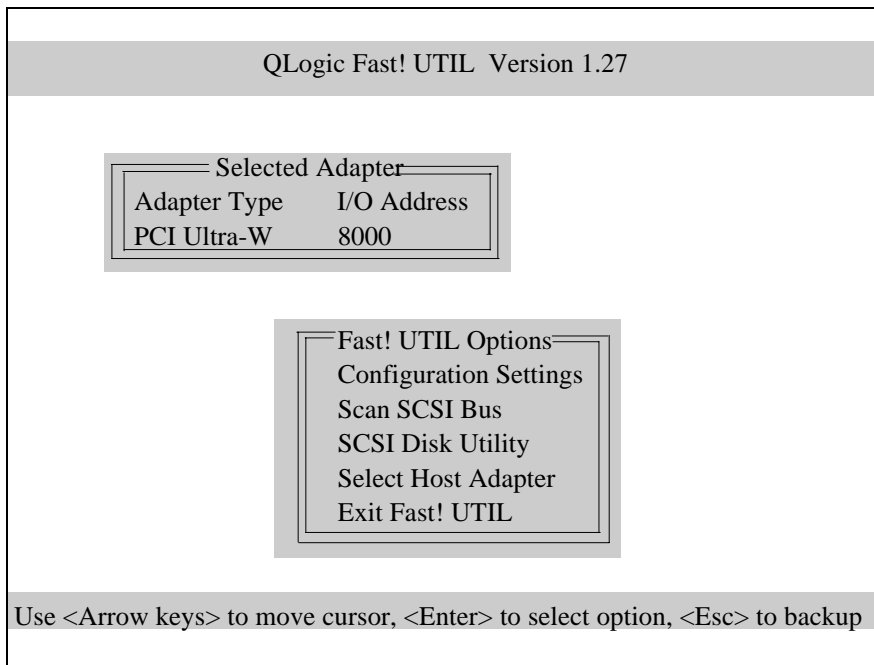 QLogic Fast! UTIL Version 1.27
Selected Adapter
Adapter Type I/O Address
PCI Ultra-W 8000
Fast! UTIL Options
Configuration Settings
Scan SCSI Bus
SCSI Disk Utility
Select Host Adapter
Exit Fast! UTIL
Use <Arrow keys> to move cursor, <Enter> to select option, <Esc> to backup